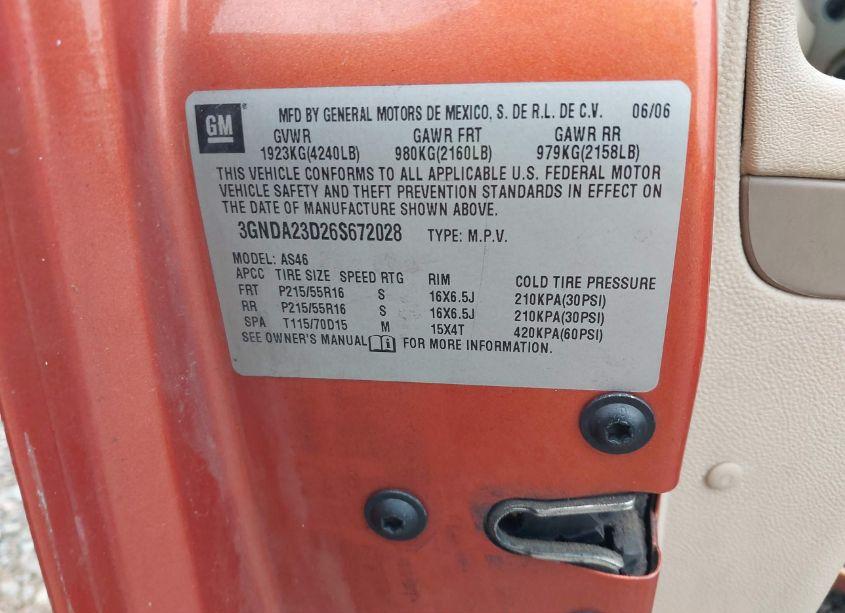 GM
MFD BY GENERAL MOTORS DE MEXICO, S. DE R.L. DE C.V. 06/06
GVWR GAWR FRT GAWR RR
1923KG(4240LB) 980KG(2160LB) 979KG(2158LB)
THIS VEHICLE CONFORMS TO ALL APPLICABLE U.S. FEDERAL MOTOR
VEHICLE SAFETY AND THEFT PREVENTION STANDARDS IN EFFECT ON
THE DATE OF MANUFACTURE SHOWN ABOVE.
3GNDA23D26S672028 TYPE: M.P.V.
MODEL: AS46
APCC TIRE SIZE SPEED RTG RIM COLD TIRE PRESSURE
FRT P215/55R16 S 16X6.5J 210KPA(30PSI)
RR P215/55R16 S 16X6.5J 210KPA(30PSI)
SPA T115/70D15 M 15X4T 420KPA(60PSI)
SEE OWNER'S MANUAL FOR MORE INFORMATION.